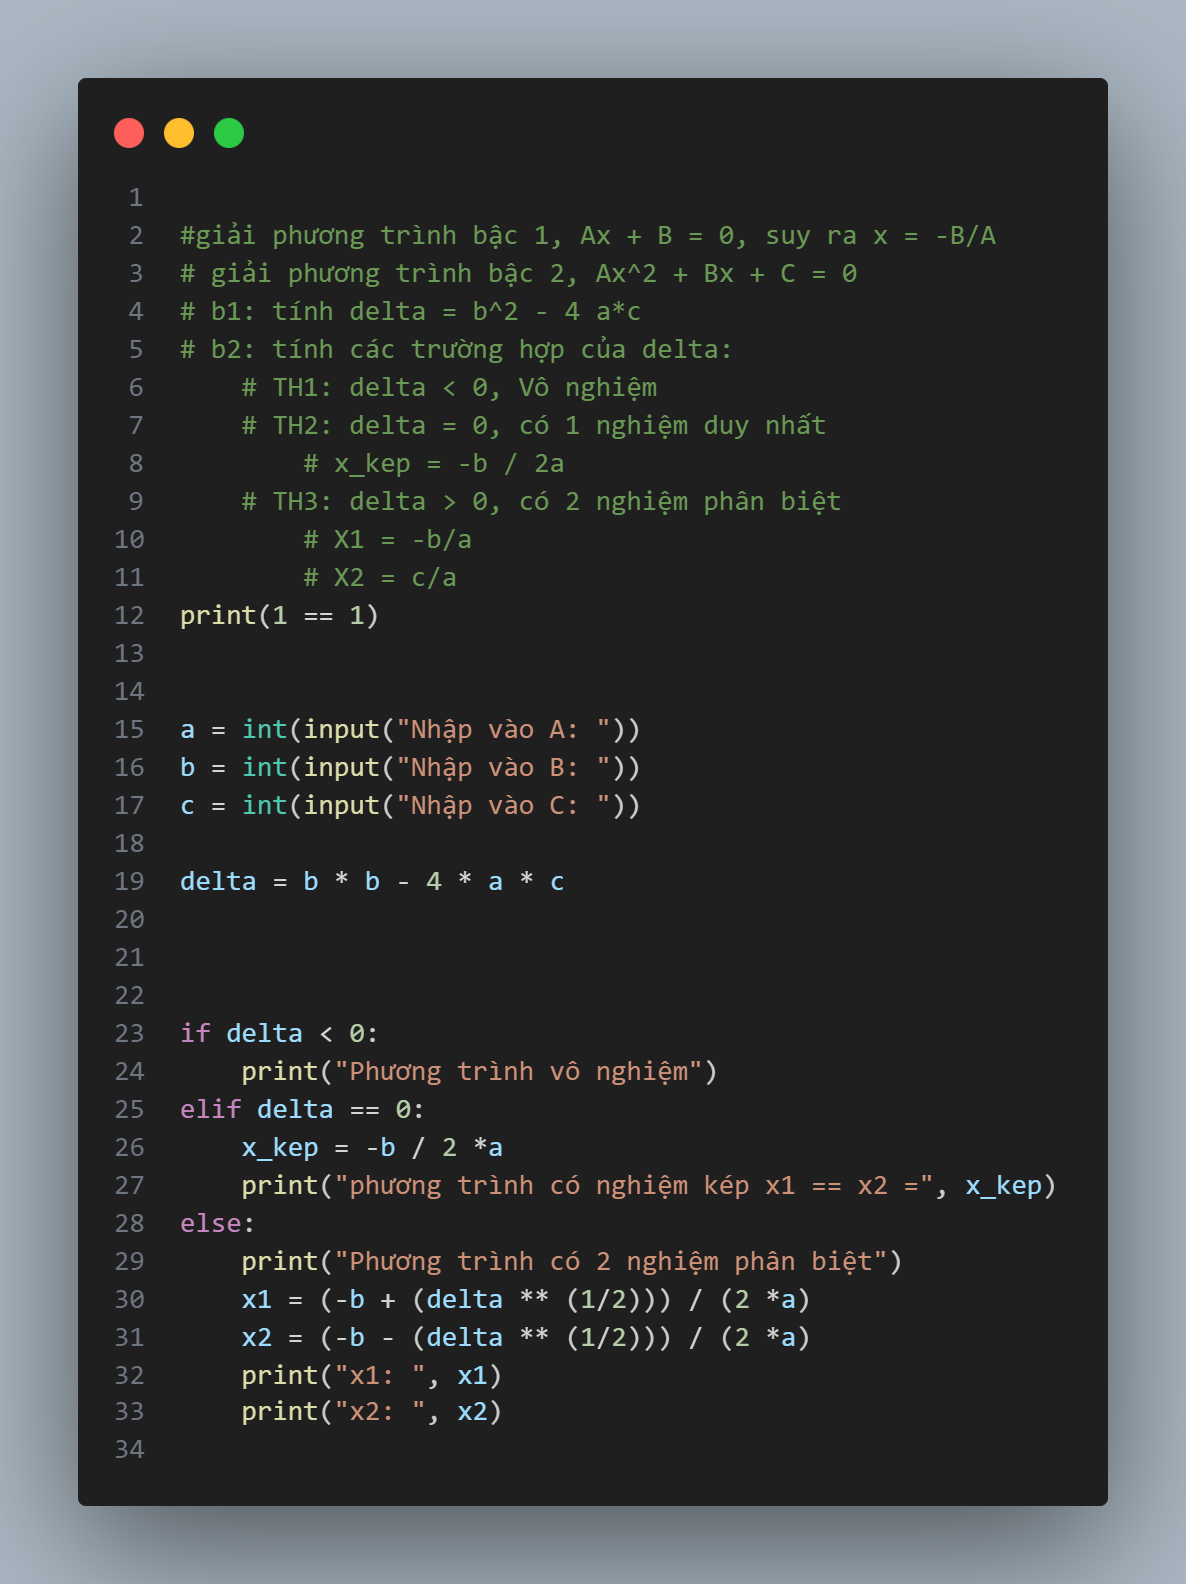 1
2 #giải phương trình bậc 1, Ax + B = 0, suy ra x = -B/A
3 # giải phương trình bậc 2, Ax^2 + Bx + C = 0
4 # b1: tính delta = b^2 - 4 a*c
5 # b2: tính các trường hợp của delta:
6     # TH1: delta < 0, Vô nghiệm
7     # TH2: delta = 0, có 1 nghiệm duy nhất
8         # x_kep = -b / 2a
9     # TH3: delta > 0, có 2 nghiệm phân biệt
10         # X1 = -b/a
11         # X2 = c/a
12 print(1 == 1)
13
14
15 a = int(input("Nhập vào A: "))
16 b = int(input("Nhập vào B: "))
17 c = int(input("Nhập vào C: "))
18
19 delta = b * b - 4 * a * c
20
21
22
23 if delta < 0:
24     print("Phương trình vô nghiệm")
25 elif delta == 0:
26     x_kep = -b / 2 *a
27     print("phương trình có nghiệm kép x1 == x2 =", x_kep)
28 else:
29     print("Phương trình có 2 nghiệm phân biệt")
30     x1 = (-b + (delta ** (1/2))) / (2 *a)
31     x2 = (-b - (delta ** (1/2))) / (2 *a)
32     print("x1: ", x1)
33     print("x2: ", x2)
34